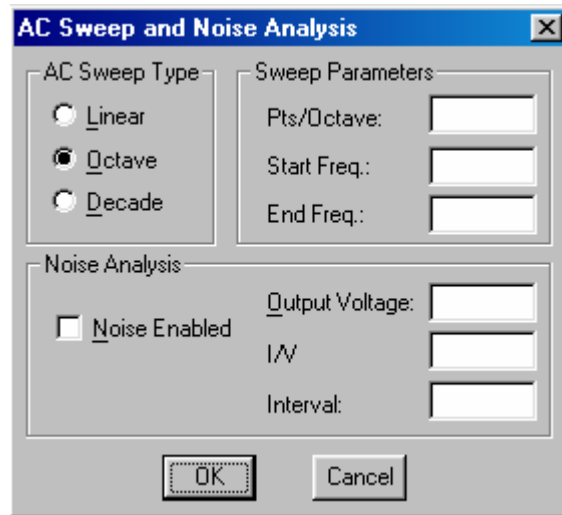 AC Sweep and Noise Analysis
AC Sweep Type
Linear
Octave
Decade
Sweep Parameters
Pts/Octave:
Start Freq.:
End Freq.:
Noise Analysis
Noise Enabled
Output Voltage:
I/V
Interval:
OK
Cancel